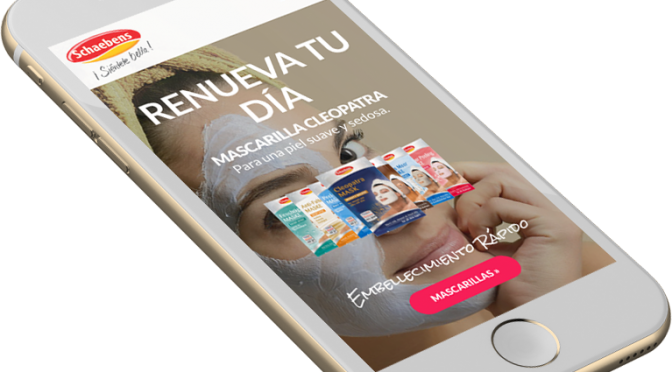 Schaebens
¡Siéntete bella!
RENUEVA TU
DÍA
MASCARILLA CLEOPATRA
Para una piel suave y sedosa.
Cleopatra
MASK
EMBELLECIMIENTO RÁPIDO
MASCARILLAS »